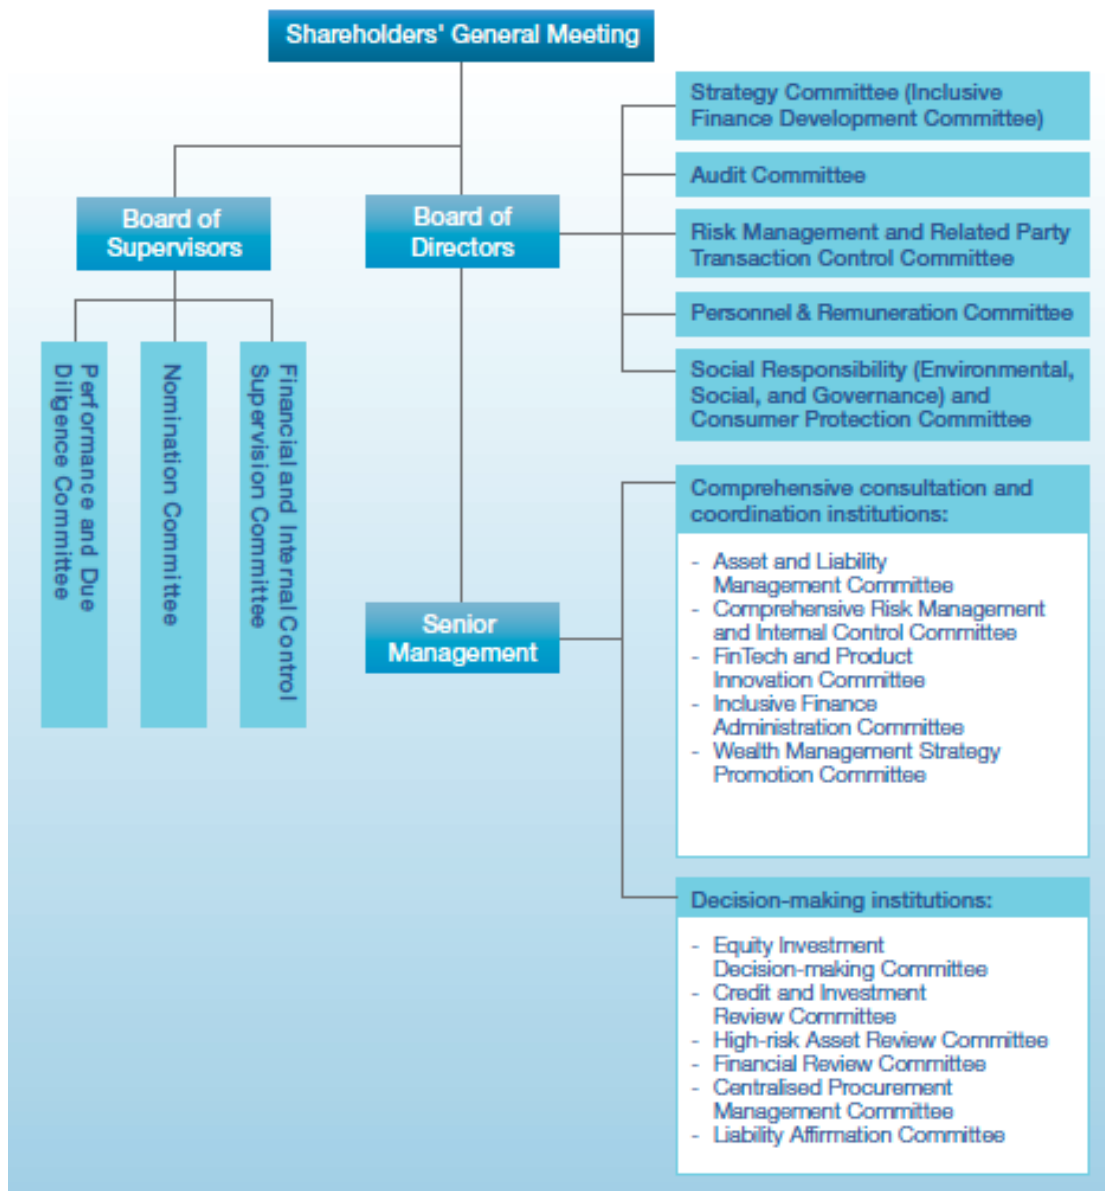 Shareholders' General Meeting
Strategy Committee (Inclusive
Finance Development Committee)
Audit Committee
Board of
Supervisors
Board of
Directors
Risk Management and Related Party
Transaction Control Committee
Personnel & Remuneration Committee
Social Responsibility (Environmental,
Social, and Governance) and
Consumer Protection Committee
Performance and Due
Diligence Committee
Nomination Committee
Financial and Internal Control
Supervision Committee
Senior
Management
Comprehensive consultation and
coordination institutions:
- Asset and Liability
Management Committee
- Comprehensive Risk Management
and Internal Control Committee
- FinTech and Product
Innovation Committee
- Inclusive Finance
Administration Committee
- Wealth Management Strategy
Promotion Committee
Decision-making institutions:
- Equity Investment
Decision-making Committee
- Credit and Investment
Review Committee
- High-risk Asset Review Committee
- Financial Review Committee
- Centralised Procurement
Management Committee
- Liability Affirmation Committee